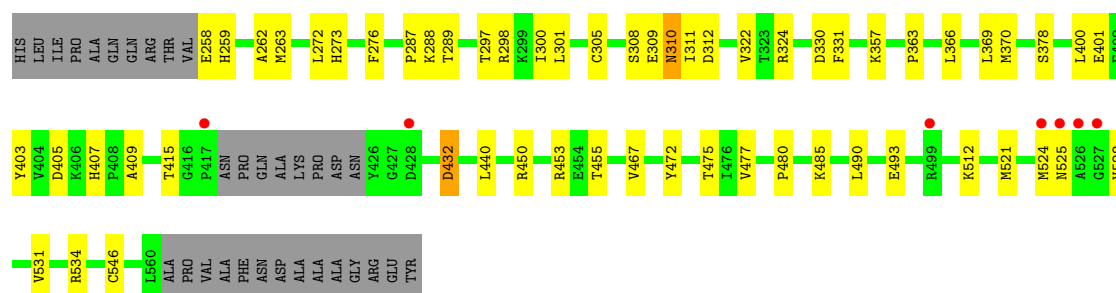 HIS LEU ILE PRO ALA GLN GLN ARG THR VAL E258 H259 A262 M263 L272 H273 F276 P287 K288 T289 T297 R298 K299 I300 L301 C305 S308 E309 N310 I311 D312 V322 T323 R324 D330 F331 K357 P363 L366 L369 M370 S378 L400 E401
Y403 V404 D405 K406 H407 P408 A409 T415 G416 P417 ASN PRO GLN ALA LYS PRO ASP ASN Y426 G427 D428 D432 L440 R450 R453 E454 T455 V467 Y472 T475 I476 V477 P480 K485 L490 E493 R499 K512 M521 M524 N525 A526 G527
V531 R534 C546 L560 ALA PRO VAL ALA PHE ASN ASP ALA ALA ALA ALA GLY ARG GLU TYR